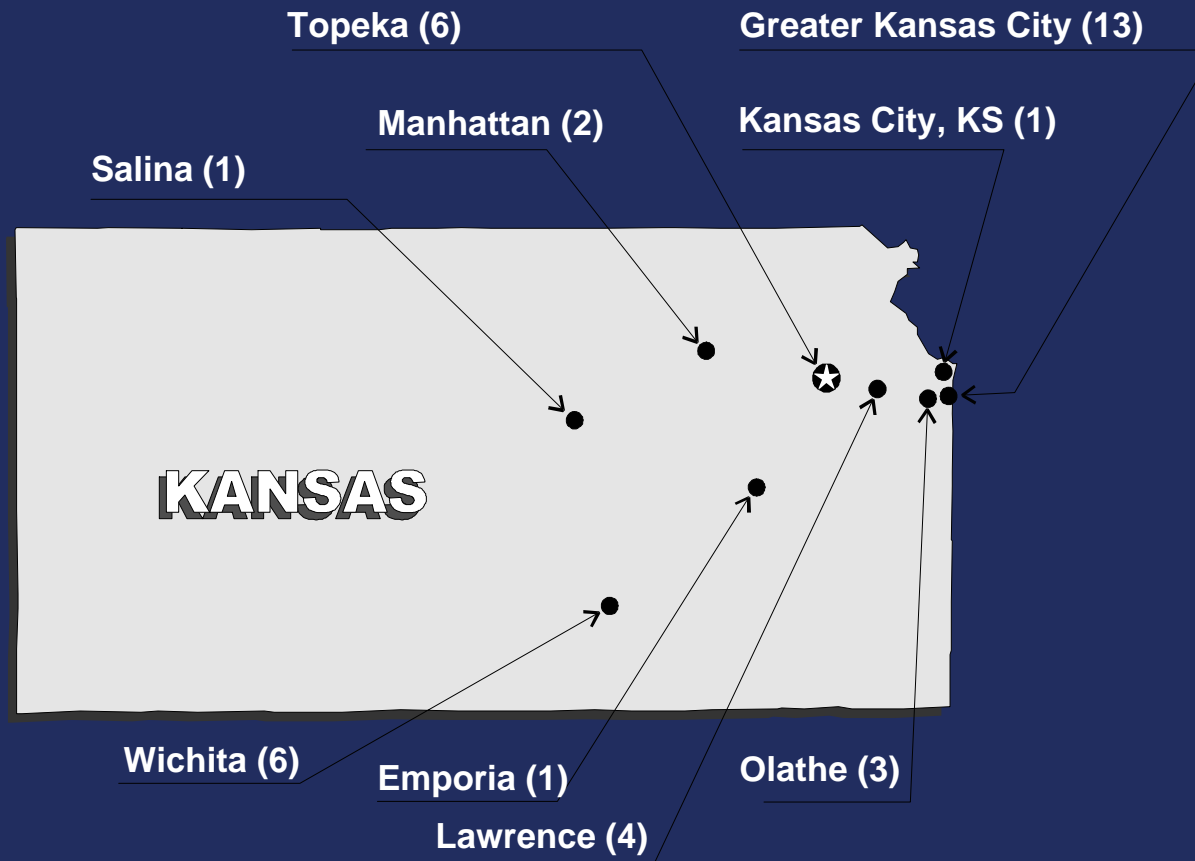 Topeka (6)
Greater Kansas City (13)
Manhattan (2)
Kansas City, KS (1)
Salina (1)
KANSAS
Wichita (6)
Emporia (1)
Olathe (3)
Lawrence (4)